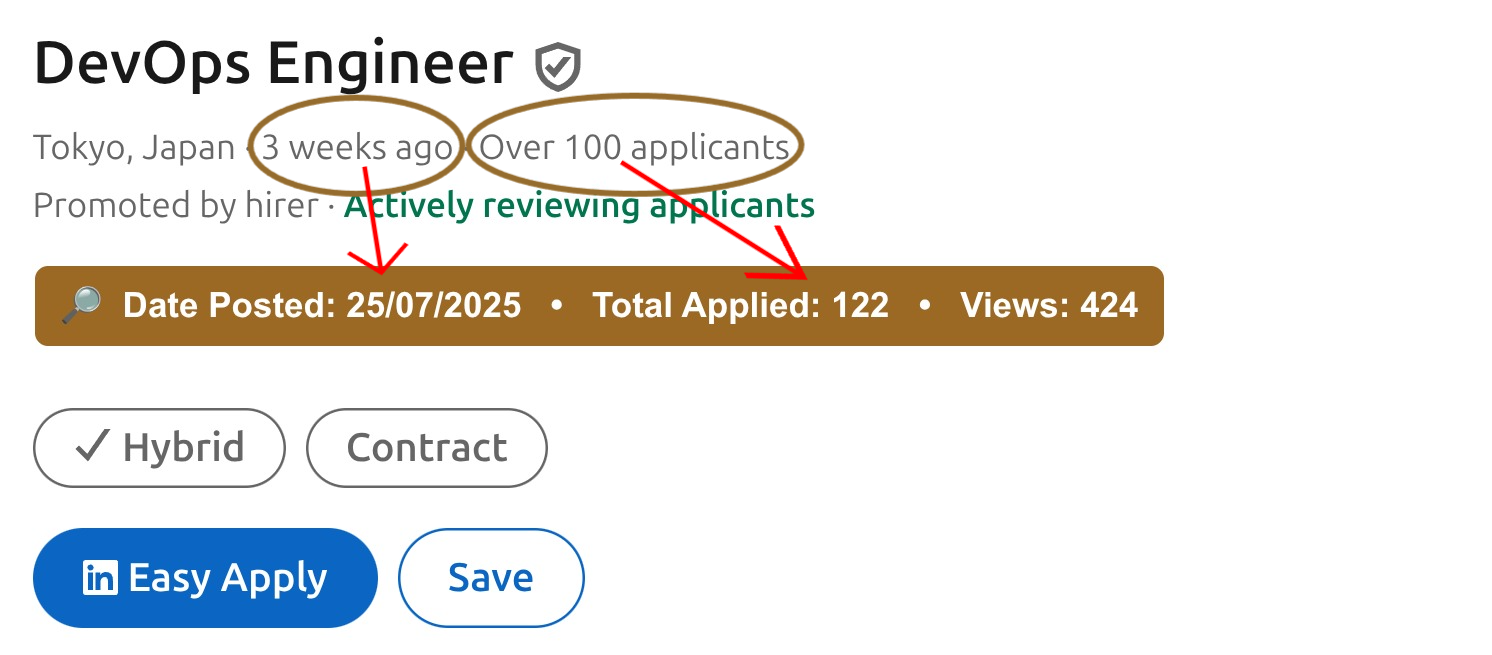 DevOps Engineer
Tokyo, Japan · 3 weeks ago · Over 100 applicants
Promoted by hirer · Actively reviewing applicants
Date Posted: 25/07/2025 • Total Applied: 122 • Views: 424
Hybrid Contract
in Easy Apply Save